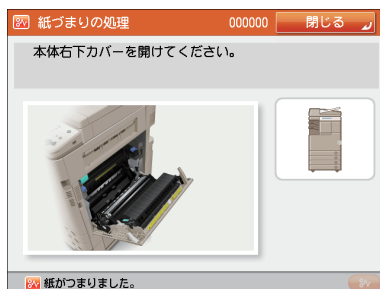 紙づまりの処理
000000
閉じる
本体右下カバーを開けてください。
紙がつまりました。